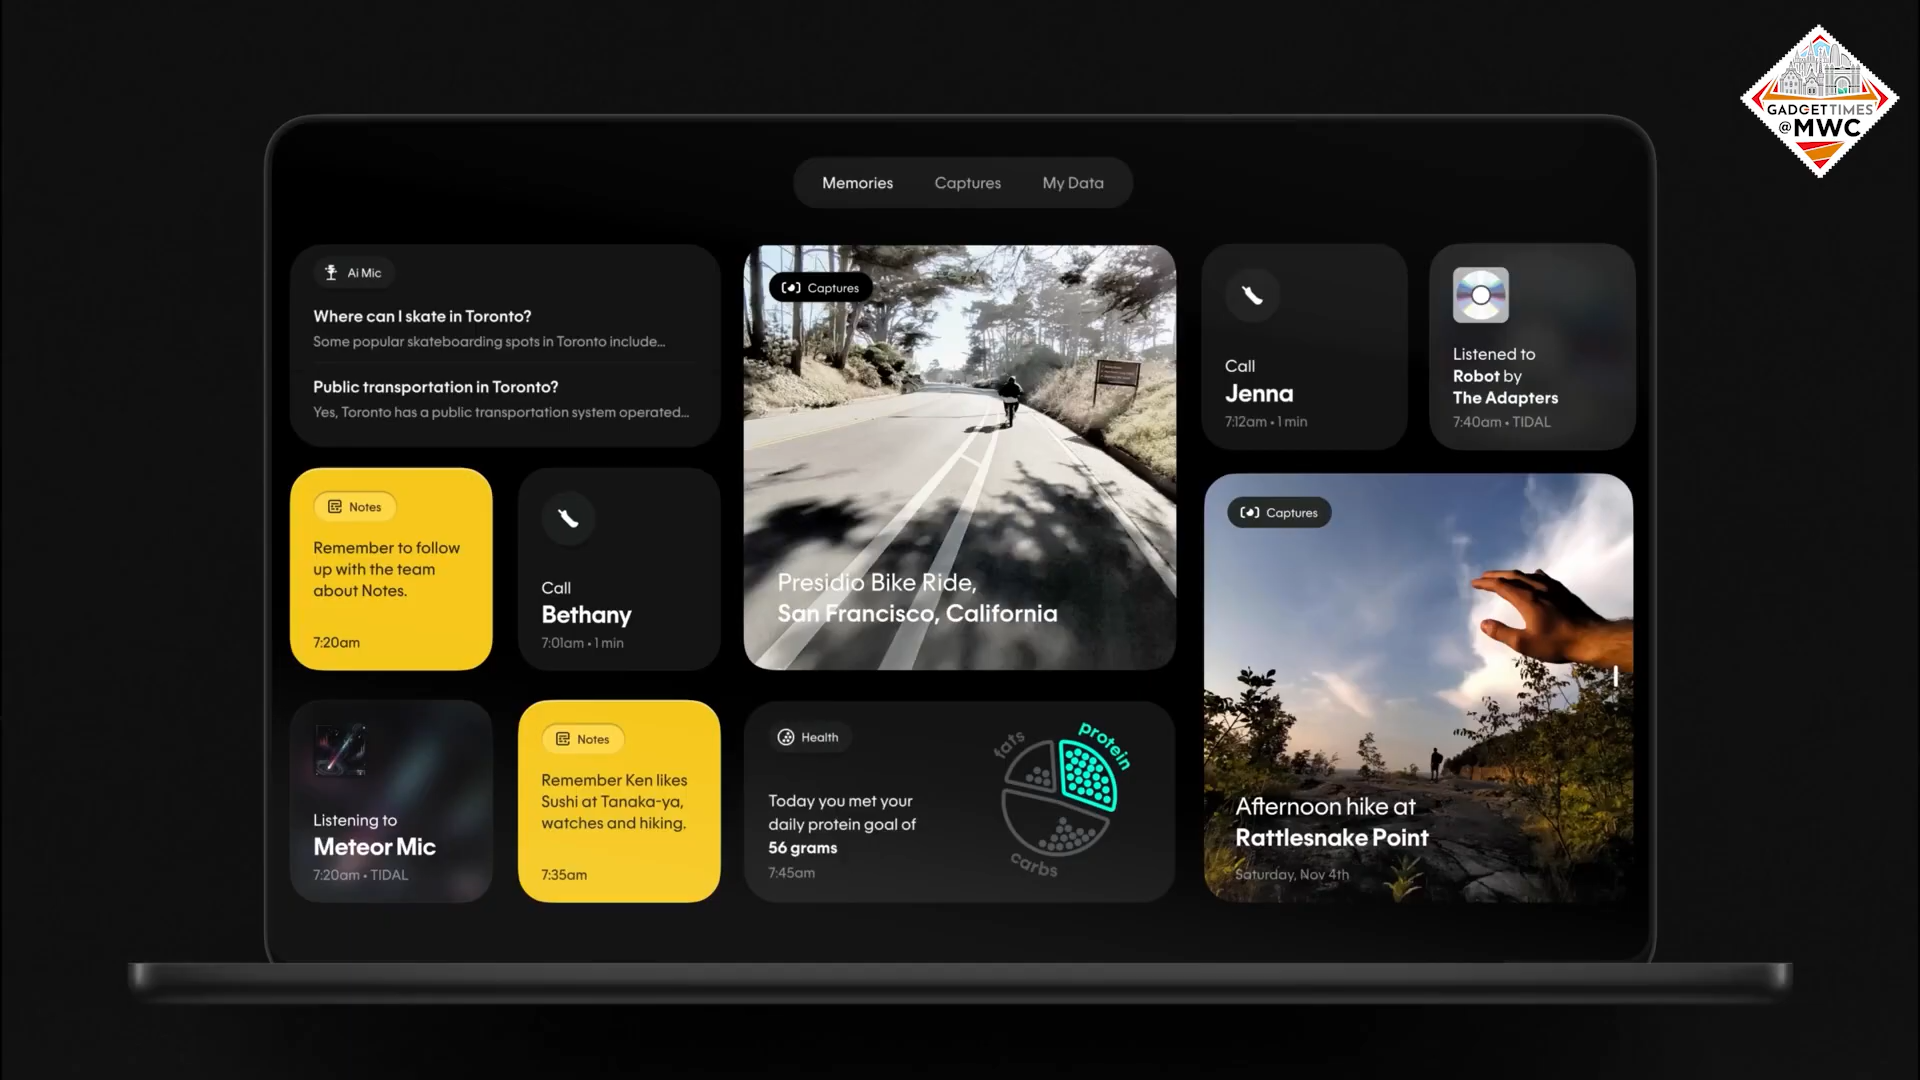 GADGETTIMES
@MWC
Memories
Captures
My Data
Ai Mic
Where can I skate in Toronto?
Some popular skateboarding spots in Toronto include...
Public transportation in Toronto?
Yes, Toronto has a public transportation system operated...
Notes
Remember to follow
up with the team
about Notes.
7:20am
Call
Bethany
7:01am • 1 min
Listening to
Meteor Mic
7:20am • TIDAL
Notes
Remember Ken likes
Sushi at Tanaka-ya,
watches and hiking.
7:35am
Captures
Presidio Bike Ride,
San Francisco, California
Health
Today you met your
daily protein goal of
56 grams
7:45am
fats
protein
carbs
Call
Jenna
7:12am • 1 min
Listened to
Robot by
The Adapters
7:40am • TIDAL
Captures
Afternoon hike at
Rattlesnake Point
Saturday, Nov 4th